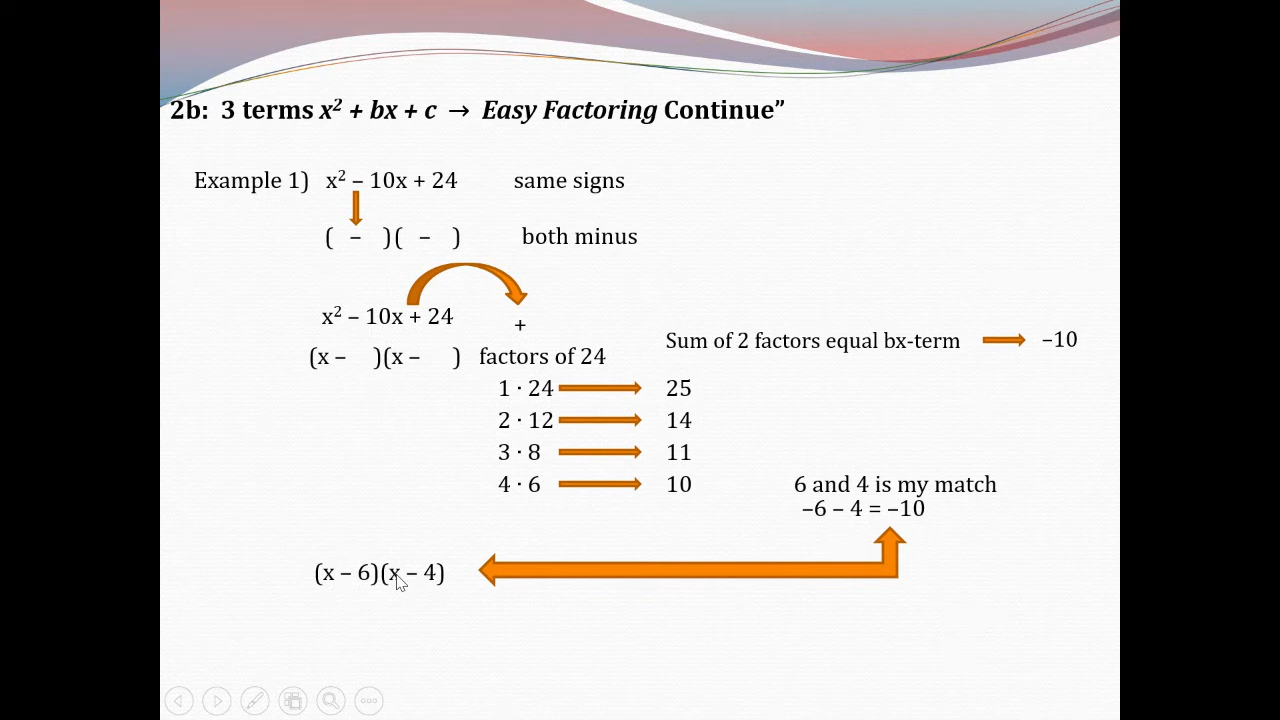 2b: 3 terms x² + bx + c → Easy Factoring Continue”
Example 1) x² – 10x + 24 same signs
( – )( – ) both minus
x² – 10x + 24 +
(x – )(x – ) factors of 24 Sum of 2 factors equal bx-term –10
1 · 24 25
2 · 12 14
3 · 8 11
4 · 6 10 6 and 4 is my match
–6 – 4 = –10
(x – 6)(x – 4)